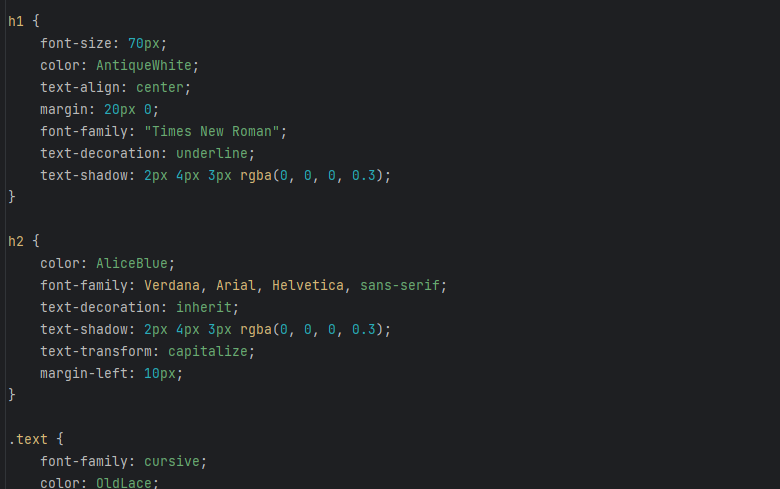 h1 {
    font-size: 70px;
    color: AntiqueWhite;
    text-align: center;
    margin: 20px 0;
    font-family: "Times New Roman";
    text-decoration: underline;
    text-shadow: 2px 4px 3px rgba(0, 0, 0, 0.3);
}

h2 {
    color: AliceBlue;
    font-family: Verdana, Arial, Helvetica, sans-serif;
    text-decoration: inherit;
    text-shadow: 2px 4px 3px rgba(0, 0, 0, 0.3);
    text-transform: capitalize;
    margin-left: 10px;
}

.text {
    font-family: cursive;
    color: OldLace;